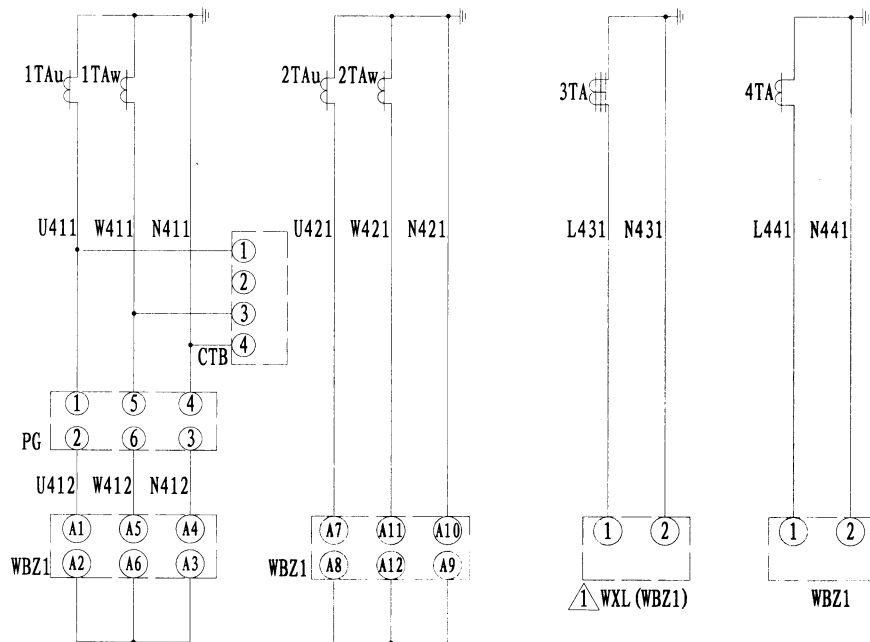 1TAu 1TAw 2TAu 2TAw 3TA 4TA
U411 W411 N411 U421 W421 N421 L431 N431 L441 N441
1
2
3
CTB 4
1 5 4
PG 2 6 3
U412 W412 N412
A1 A5 A4 A7 A11 A10 1 2 1 2
WBZ1 A2 A6 A3 WBZ1 A8 A12 A9
1 WXL (WBZ1) WBZ1